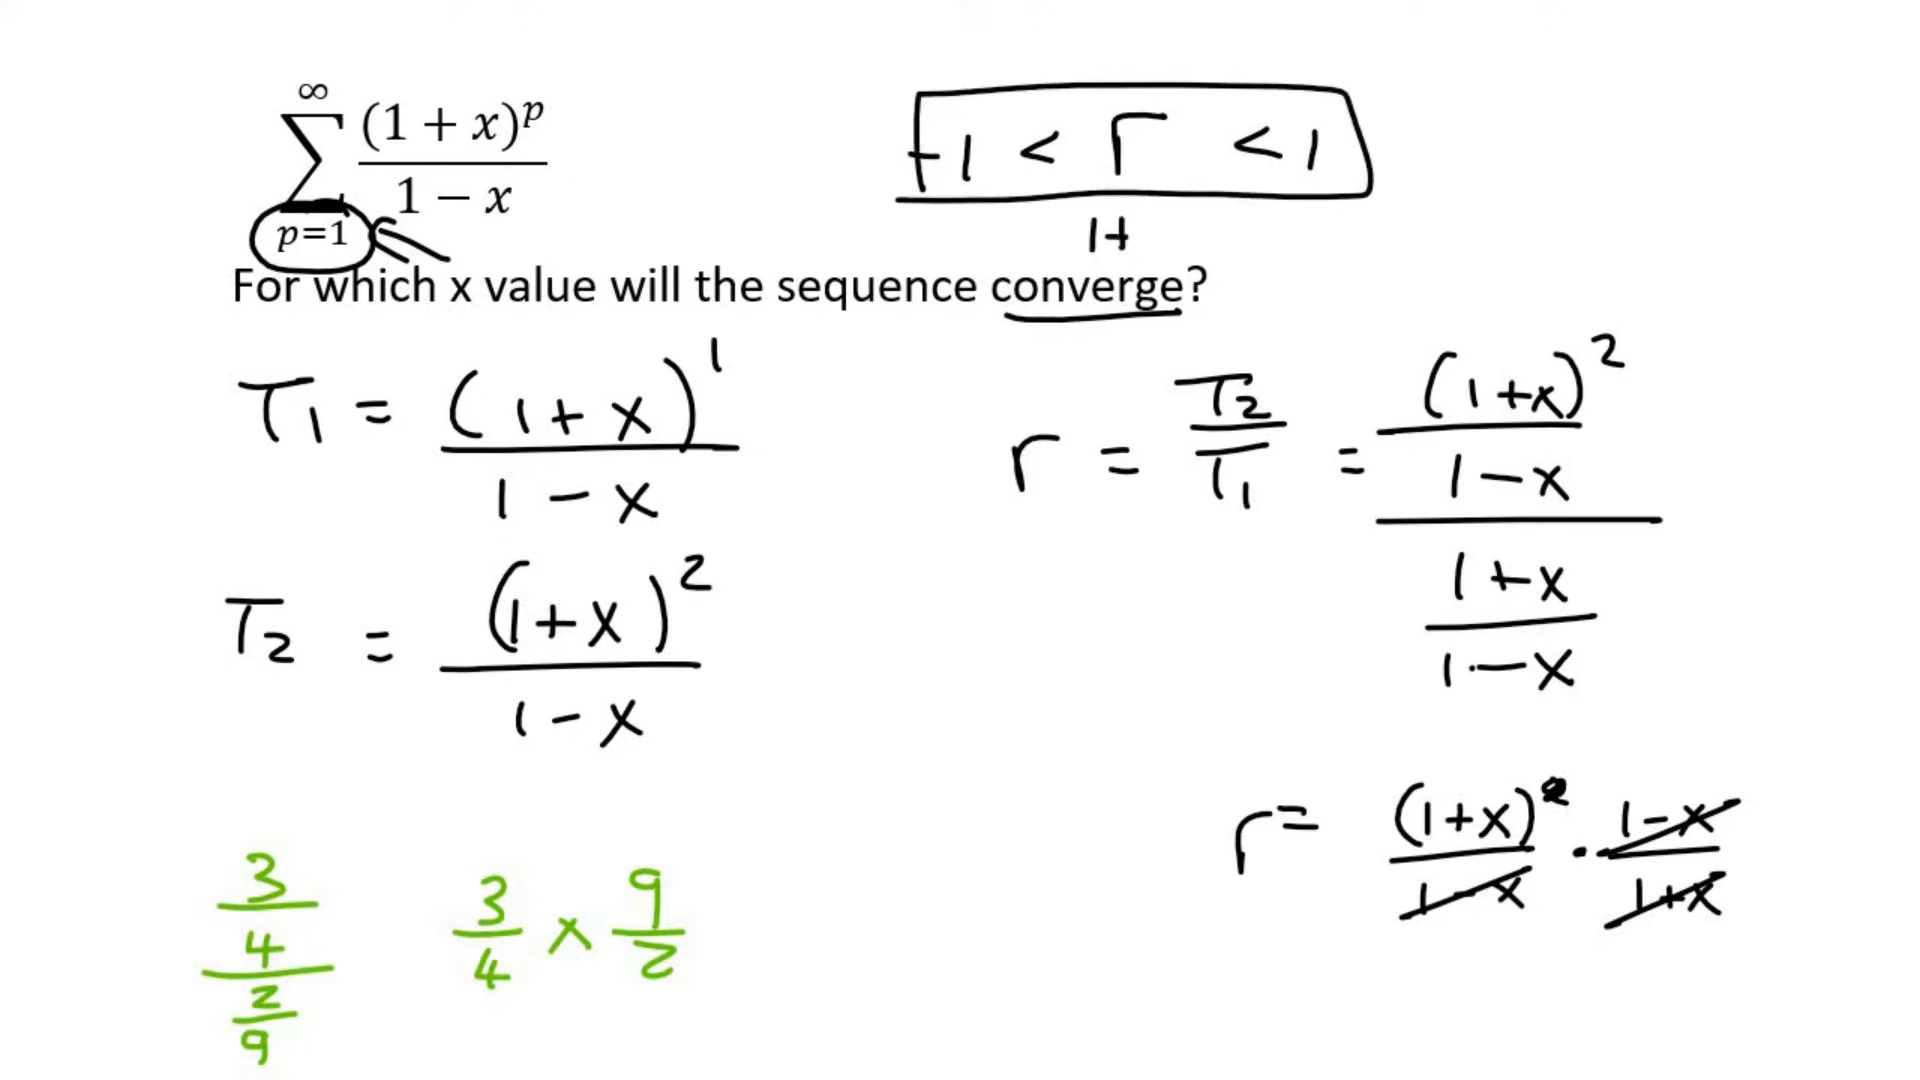 ∞
∑ (1 + x)^p / (1 − x)
p=1
-1 < r < 1
1+
For which x value will the sequence converge?
T₁ = (1+x)¹ / (1-x)
T₂ = (1+x)² / (1-x)
r = T₂/T₁ = ((1+x)² / (1-x)) / ((1+x) / (1-x))
r = (1+x)² / (1-x) · (1-x) / (1+x)
(3/4) / (2/9)
3/4 x 9/2